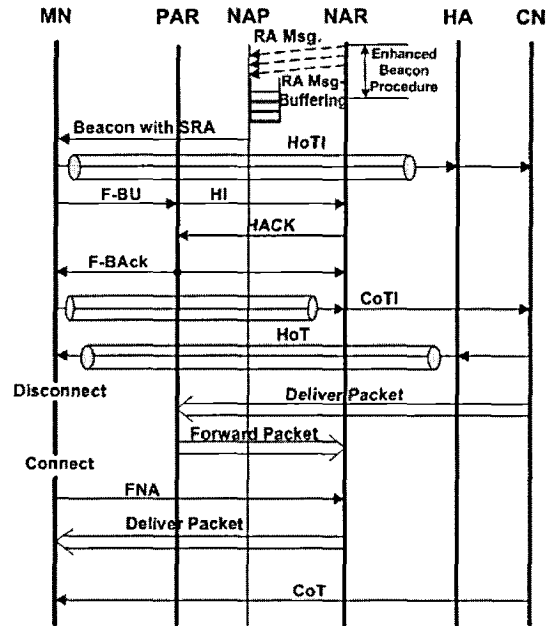 MN PAR NAP NAR HA CN
RA Msg.
Enhanced
Beacon
Procedure
RA Msg
Buffering
Beacon with SRA
HoTI
F-BU HI
HACK
F-BAck
CoTI
HoT
Disconnect
Deliver Packet
Forward Packet
Connect
FNA
Deliver Packet
CoT